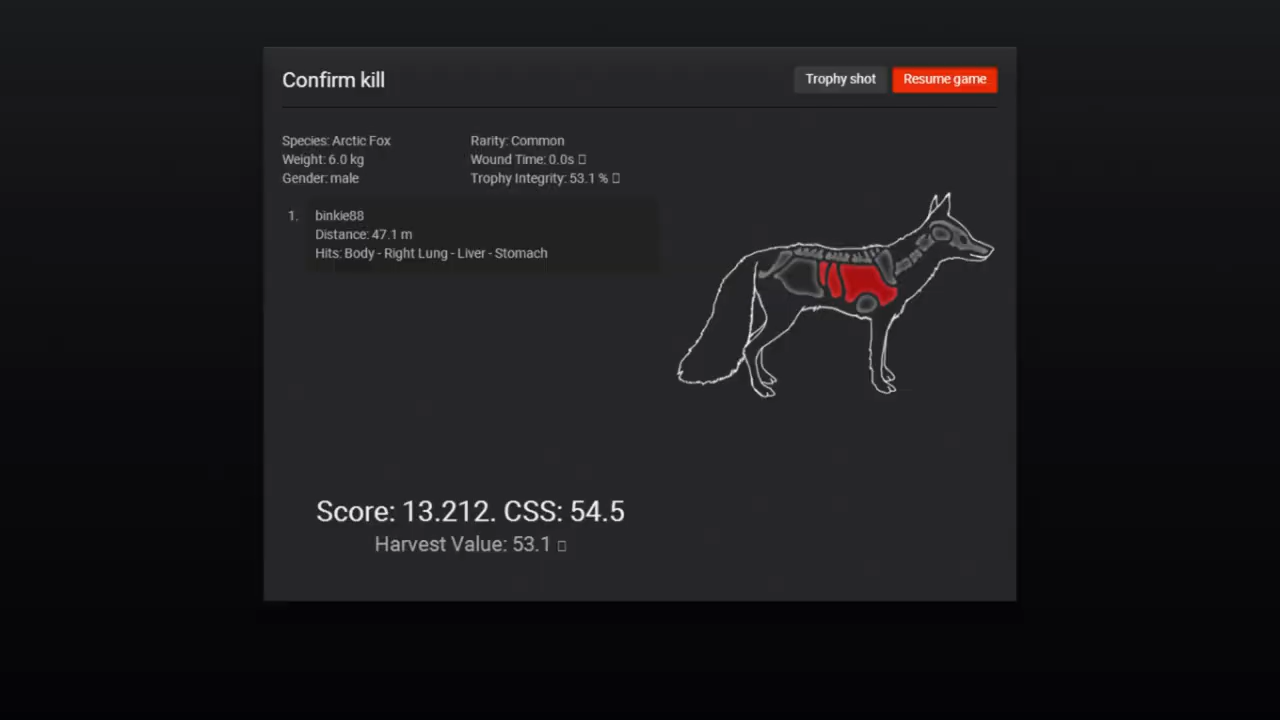 Confirm kill
Trophy shot
Resume game
Species: Arctic Fox
Rarity: Common
Weight: 6.0 kg
Wound Time: 0.0s
Gender: male
Trophy Integrity: 53.1 %
1. binkie88
Distance: 47.1 m
Hits: Body - Right Lung - Liver - Stomach
Score: 13.212. CSS: 54.5
Harvest Value: 53.1